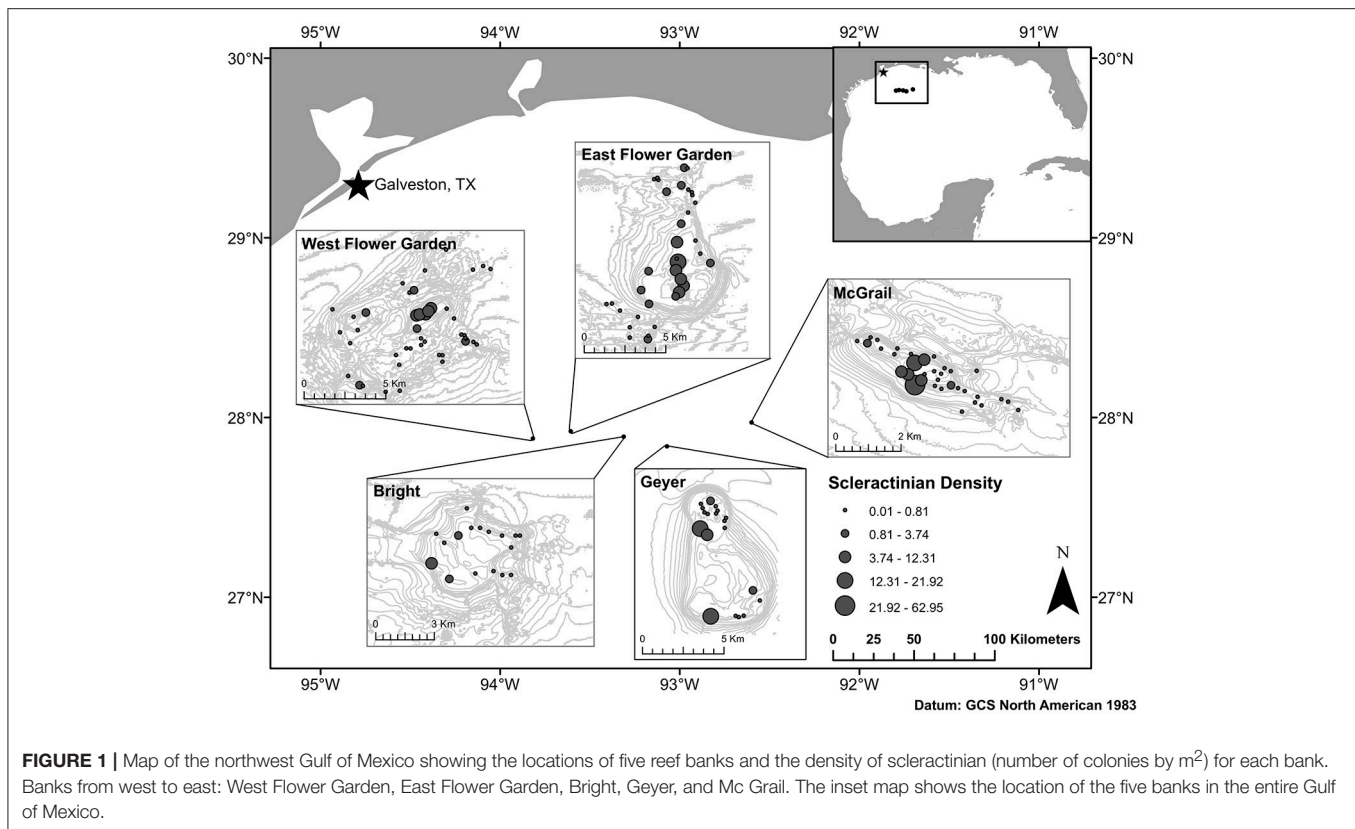 95°W 94°W 93°W 92°W 91°W
30°N 30°N
East Flower Garden
Galveston, TX
29°N 29°N
West Flower Garden
McGrail
0 5 Km
0 5 Km
0 2 Km
28°N 28°N
Bright
Geyer
Scleractinian Density
0.01 - 0.81
0.81 - 3.74
3.74 - 12.31
12.31 - 21.92
21.92 - 62.95
N
27°N 27°N
0 3 Km
0 5 Km
0 25 50 100 Kilometers
95°W 94°W 93°W 92°W 91°W
Datum: GCS North American 1983
FIGURE 1 | Map of the northwest Gulf of Mexico showing the locations of five reef banks and the density of scleractinian (number of colonies by m²) for each bank.
Banks from west to east: West Flower Garden, East Flower Garden, Bright, Geyer, and Mc Grail. The inset map shows the location of the five banks in the entire Gulf
of Mexico.